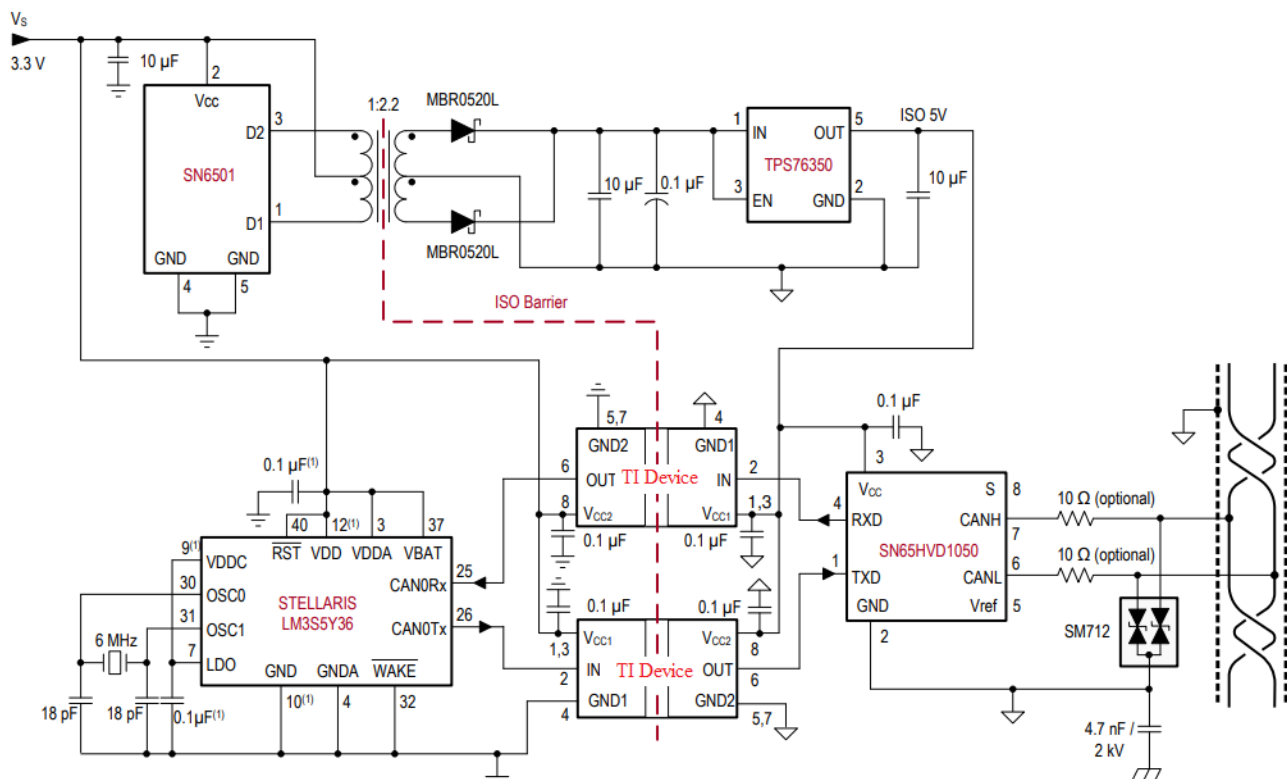 VS
3.3 V
10 µF
2
Vcc
D2
3
SN6501
D1
1
GND
GND
4
5
1:2.2
MBR0520L
MBR0520L
10 µF
0.1 µF
1
IN
OUT
5
TPS76350
3
EN
GND
2
ISO 5V
10 µF
ISO Barrier
0.1 µF(1)
40
12(1)
3
37
RST
VDD
VDDA
VBAT
9(1)
VDDC
30
OSC0
31
OSC1
7
LDO
STELLARIS
LM3S5Y36
CAN0Rx
25
CAN0Tx
26
GND
GNDA
WAKE
10(1)
4
32
6 MHz
18 pF
18 pF
0.1µF(1)
5,7
GND2
4
GND1
6
OUT
TI Device
IN
2
8
VCC2
VCC1
1,3
0.1 µF
0.1 µF
0.1 µF
0.1 µF
VCC1
1,3
VCC2
8
IN
2
TI Device
OUT
6
GND1
4
GND2
5,7
0.1 µF
3
VCC
S
8
4
RXD
CANH
7
SN65HVD1050
1
TXD
CANL
6
GND
Vref
5
2
10 Ω (optional)
10 Ω (optional)
SM712
4.7 nF /
2 kV